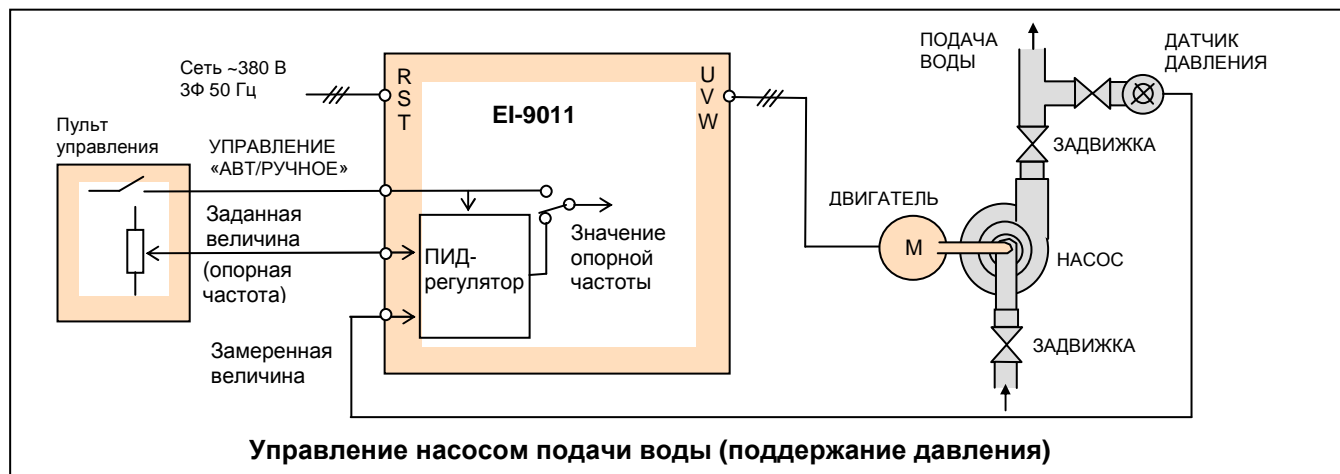 Сеть ~380 В
3Ф 50 Гц
Пульт
управления
УПРАВЛЕНИЕ
«АВТ/РУЧНОЕ»
Заданная
величина
(опорная
частота)
Замеренная
величина
R
S
T
EI-9011
U
V
W
ПИД-
регулятор
Значение
опорной
частоты
ДВИГАТЕЛЬ
М
ПОДАЧА
ВОДЫ
ДАТЧИК
ДАВЛЕНИЯ
ЗАДВИЖКА
НАСОС
ЗАДВИЖКА
Управление насосом подачи воды (поддержание давления)